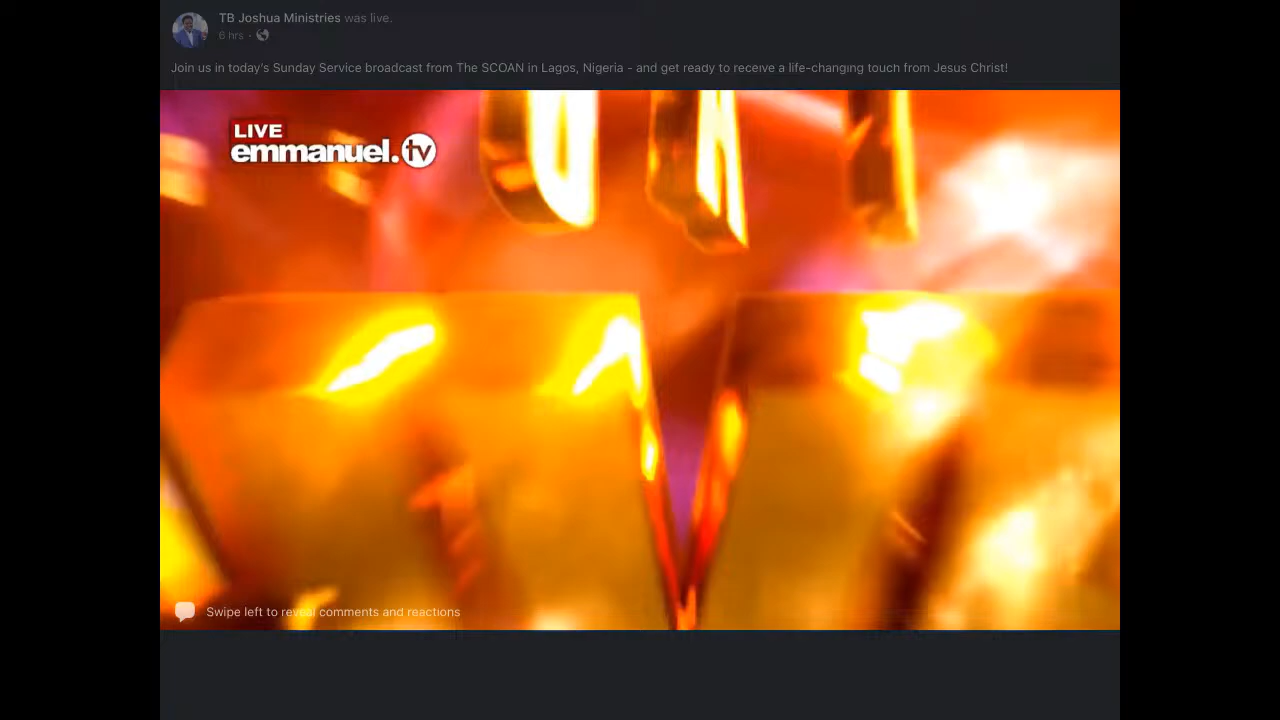 TB Joshua Ministries was live.
6 hrs ·
Join us in today's Sunday Service broadcast from The SCOAN in Lagos, Nigeria - and get ready to receive a life-changing touch from Jesus Christ!
LIVE
emmanuel.tv
Swipe left to reveal comments and reactions